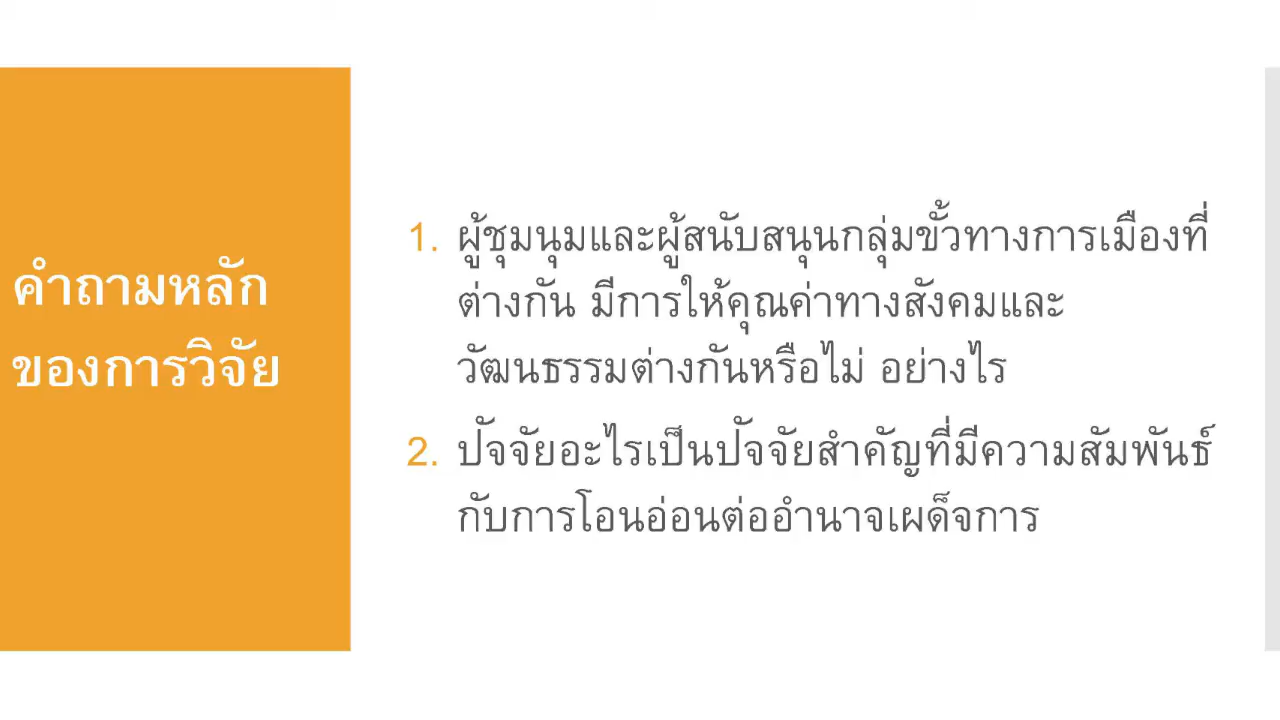 คำถามหลัก
ของการวิจัย
1. ผู้ชุมนุมและผู้สนับสนุนกลุ่มขั้วทางการเมืองที่
ต่างกัน มีการให้คุณค่าทางสังคมและ
วัฒนธรรมต่างกันหรือไม่ อย่างไร
2. ปัจจัยอะไรเป็นปัจจัยสำคัญที่มีความสัมพันธ์
กับการโอนอ่อนต่ออำนาจเผด็จการ